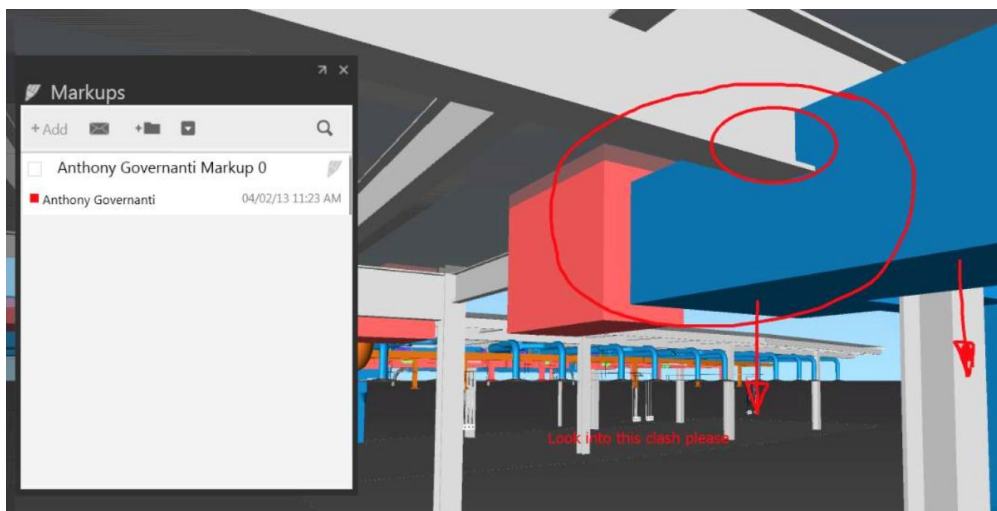 Markups
+ Add
Anthony Governanti Markup 0
Anthony Governanti 04/02/13 11:23 AM
Look into this clash please